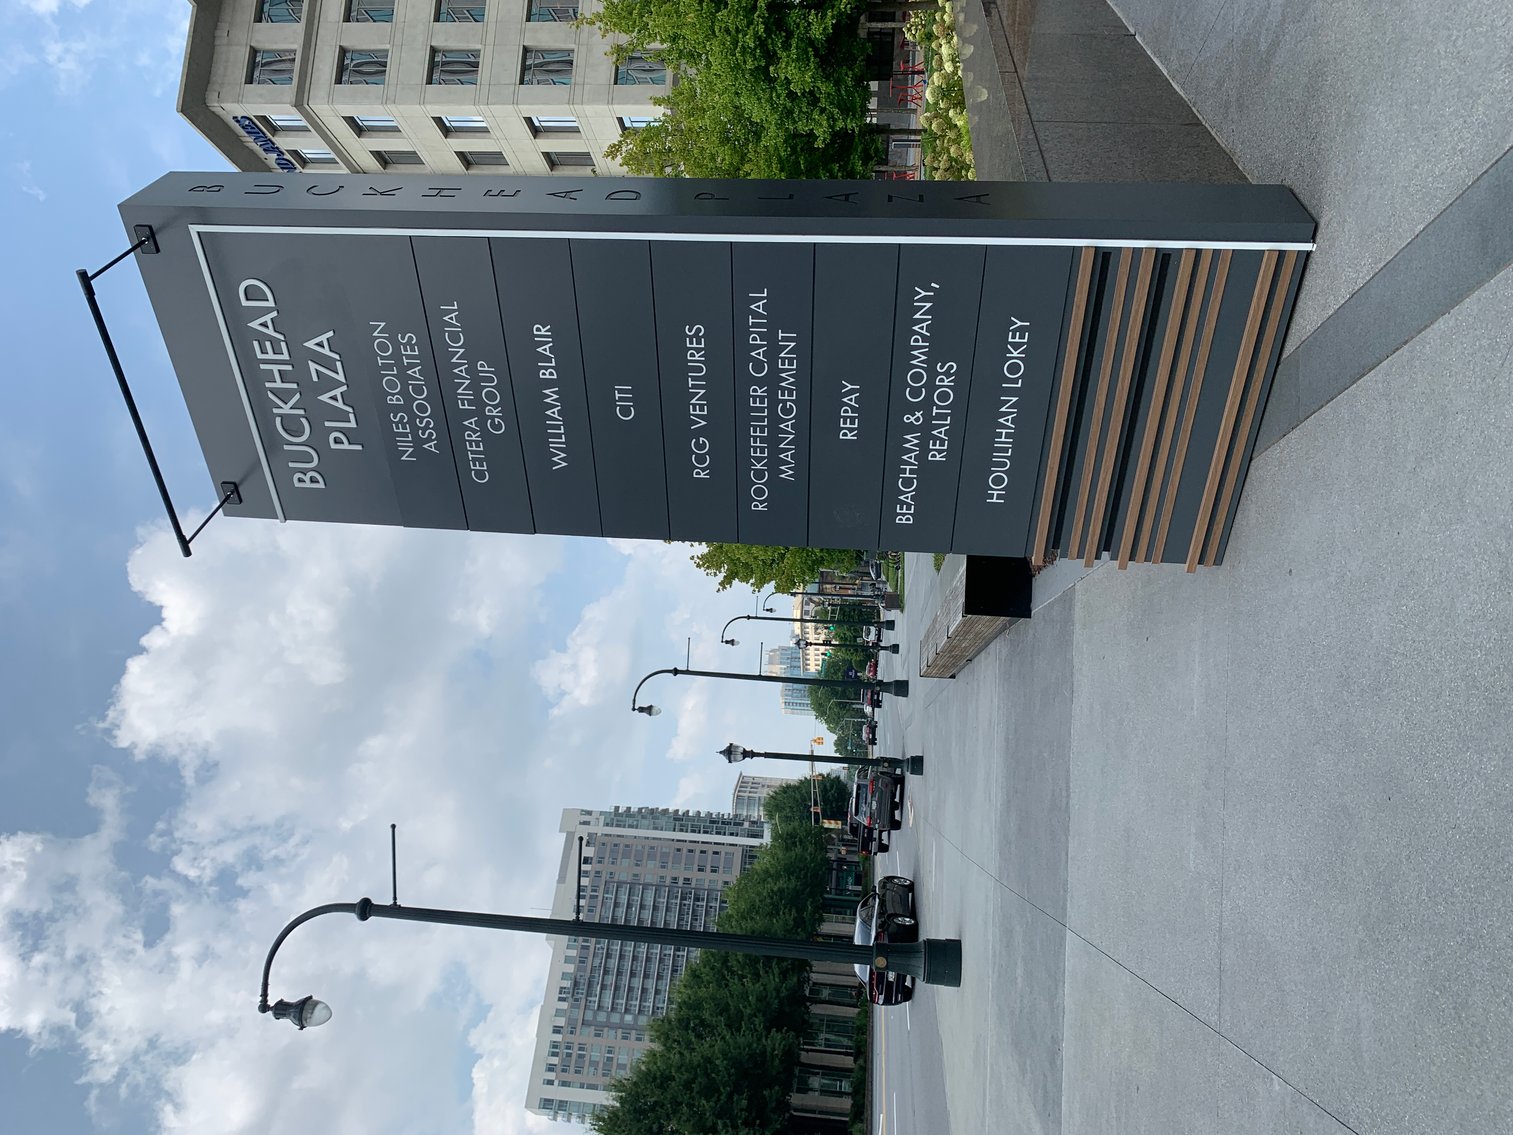 BUCKHEAD
PLAZA
NILES BOLTON
ASSOCIATES
CETERA FINANCIAL
GROUP
WILLIAM BLAIR
CITI
RCG VENTURES
ROCKEFELLER CAPITAL
MANAGEMENT
REPAY
BEACHAM & COMPANY,
REALTORS
HOULIHAN LOKEY
BUCKHEAD PLAZA